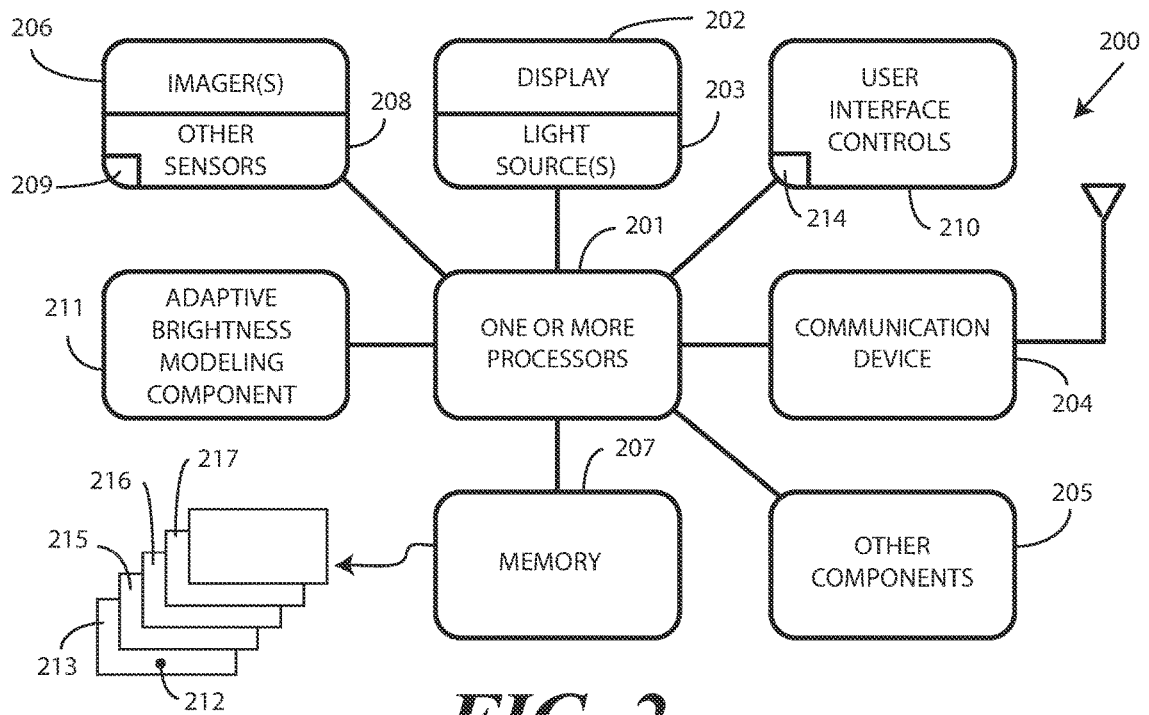 206
IMAGER(S)
OTHER
SENSORS
208
209
202
DISPLAY
LIGHT
SOURCE(S)
203
USER
INTERFACE
CONTROLS
214
210
200
201
ONE OR MORE
PROCESSORS
211
ADAPTIVE
BRIGHTNESS
MODELING
COMPONENT
COMMUNICATION
DEVICE
204
207
MEMORY
205
OTHER
COMPONENTS
217
216
215
213
212
FIG. 2